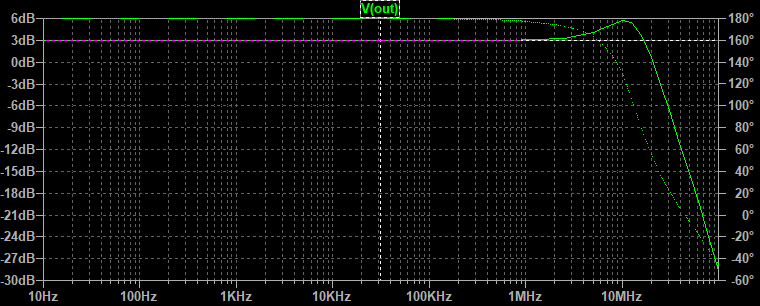 V(out)
6dB 180°
3dB 160°
0dB 140°
-3dB 120°
-6dB 100°
-9dB 80°
-12dB 60°
-15dB 40°
-18dB 20°
-21dB 0°
-24dB -20°
-27dB -40°
-30dB -60°
10Hz 100Hz 1KHz 10KHz 100KHz 1MHz 10MHz